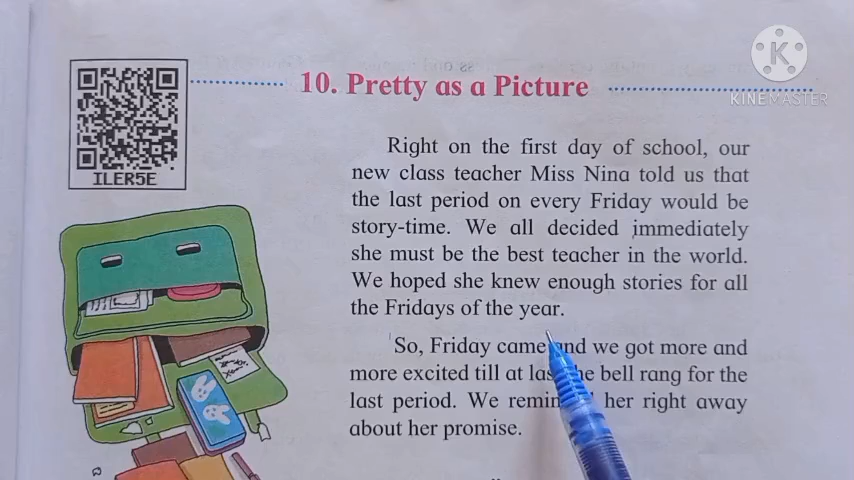 KINEMASTER
10. Pretty as a Picture
ILER5E
Right on the first day of school, our
new class teacher Miss Nina told us that
the last period on every Friday would be
story-time. We all decided immediately
she must be the best teacher in the world.
We hoped she knew enough stories for all
the Fridays of the year.
So, Friday came and we got more and
more excited till at bell rang for the
last period. We her right away
about her promise.